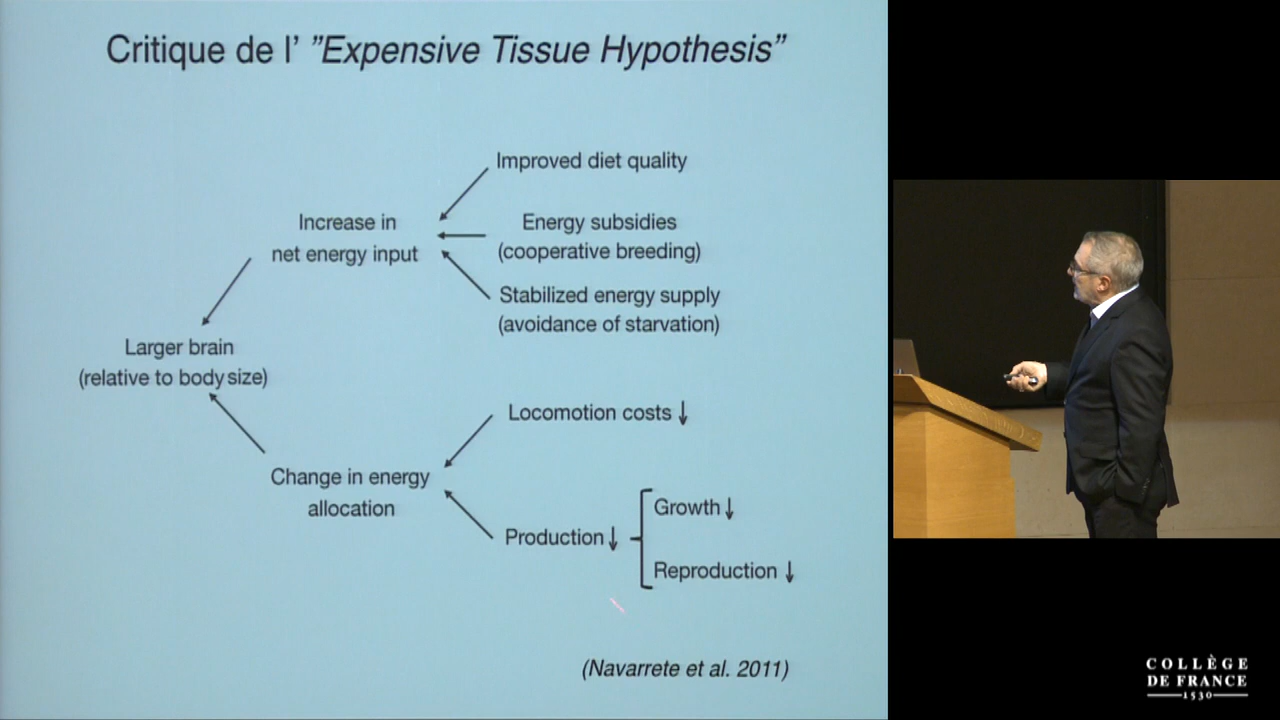 Critique de l' "Expensive Tissue Hypothesis"
Improved diet quality
Increase in
net energy input
Energy subsidies
(cooperative breeding)
Stabilized energy supply
(avoidance of starvation)
Larger brain
(relative to body size)
Locomotion costs ↓
Change in energy
allocation
Production ↓
Growth ↓
Reproduction ↓
(Navarrete et al. 2011)
COLLÈGE
DE FRANCE
1530